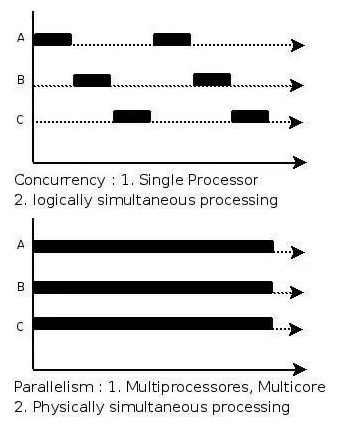 A
B
C
Concurrency : 1. Single Processor
2. logically simultaneous processing
A
B
C
Parallelism : 1. Multiprocessores, Multicore
2. Physically simultaneous processing